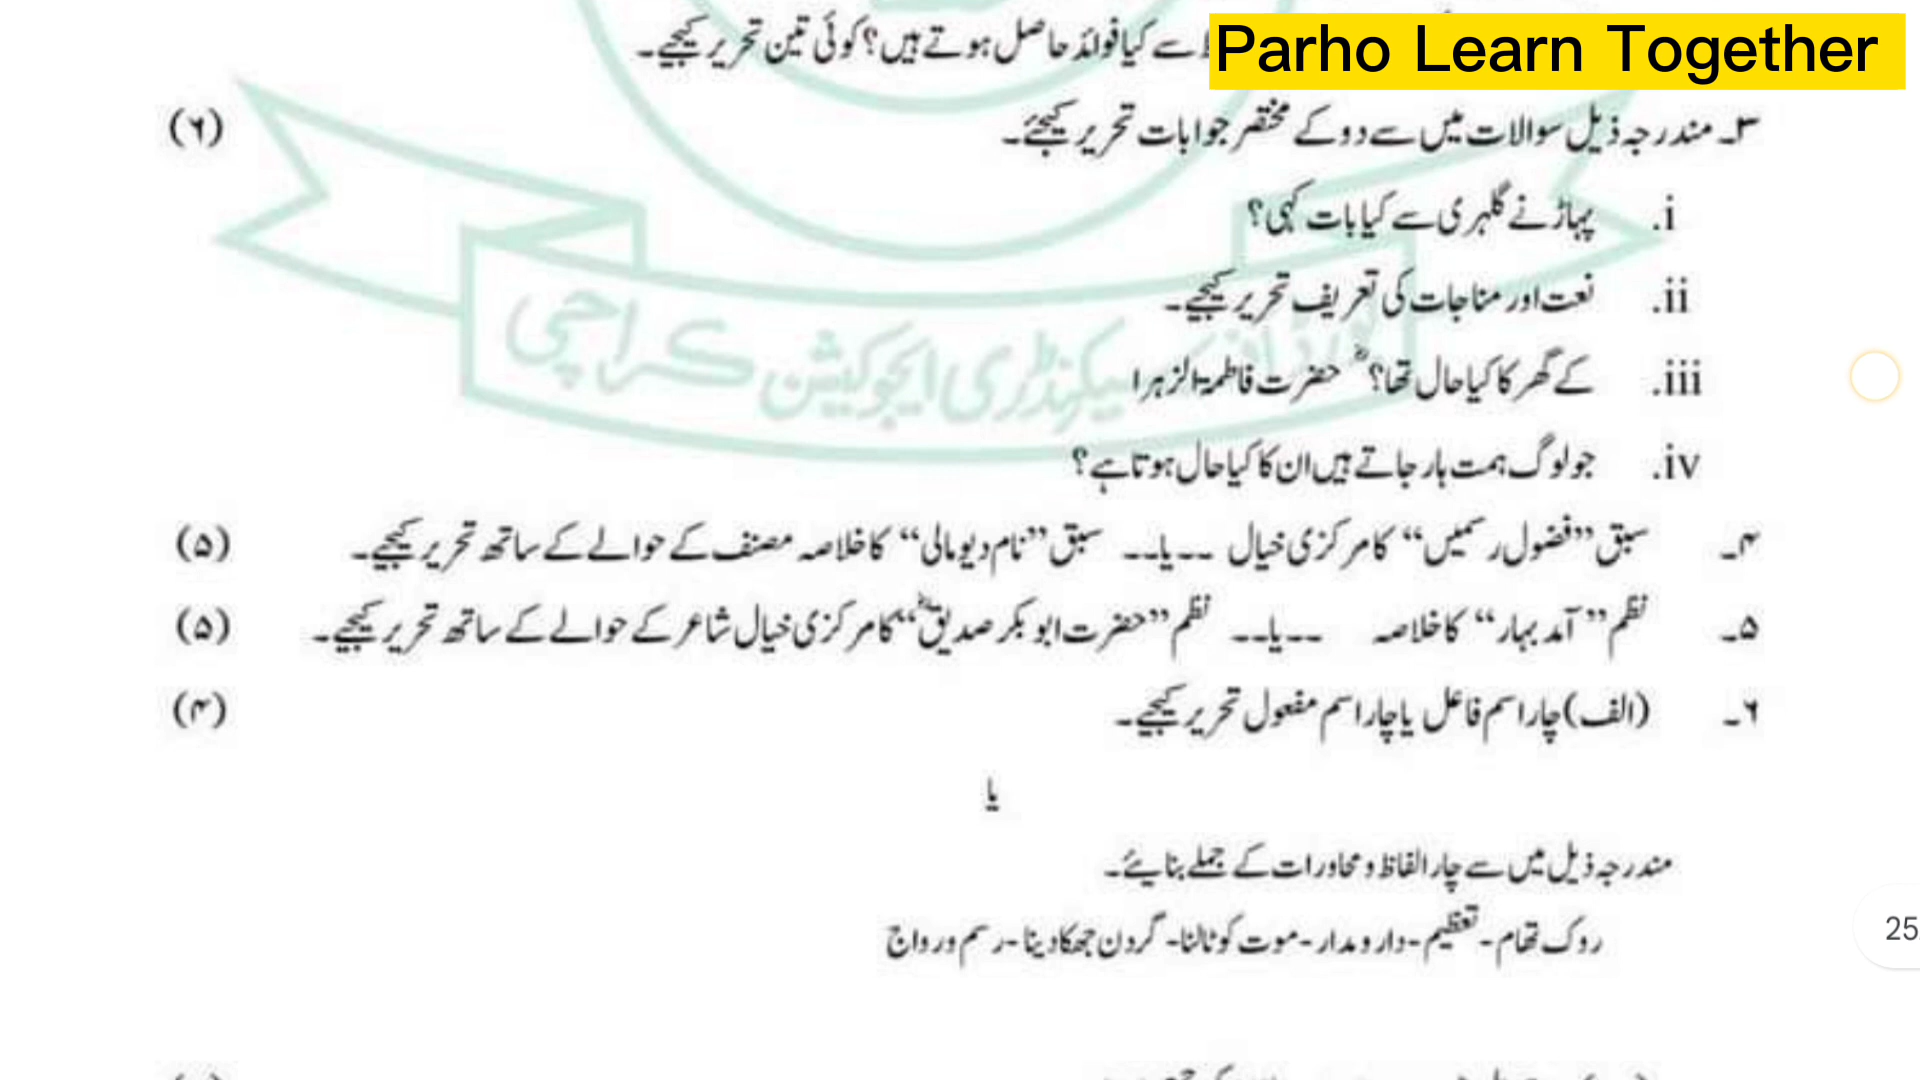 سے کیا فوائد حاصل ہوتے ہیں؟ کوئی تین تحریر کیجیے۔
Parho Learn Together
۳۔ مندرجہ ذیل سوالات میں سے دو کے مختصر جوابات تحریر کیجئے۔ (۶)
i. پہاڑ نے گلہری سے کیا بات کہی؟
ii. نعت اور مناجات کی تعریف تحریر کیجیے۔
iii. کے گھر کا کیا حال تھا؟ ؓ حضرت فاطمۃ الزہرا
iv. جو لوگ ہمت ہار جاتے ہیں ان کا کیا حال ہوتا ہے؟
۴۔ سبق ”فضول رسمیں“ کا مرکزی خیال ۔۔یا۔۔ سبق ”نام دیو مالی“ کا خلاصہ مصنف کے حوالے کے ساتھ تحریر کیجیے۔ (۵)
۵۔ نظم ”آمد بہار“ کا خلاصہ ۔۔یا۔۔ نظم ”حضرت ابو بکر صدیقؓ“ کا مرکزی خیال شاعر کے حوالے کے ساتھ تحریر کیجیے۔ (۵)
۶۔ (الف) چار اسم فاعل یا چار اسم مفعول تحریر کیجیے۔ (۴)
یا
مندرجہ ذیل میں سے چار الفاظ و محاورات کے جملے بنائیے۔
روک تھام - تعظیم - دار و مدار - موت کو ٹالنا - گردن جھکا دینا - رسم و رواج
سیکنڈری ایجوکیشن کراچی
25